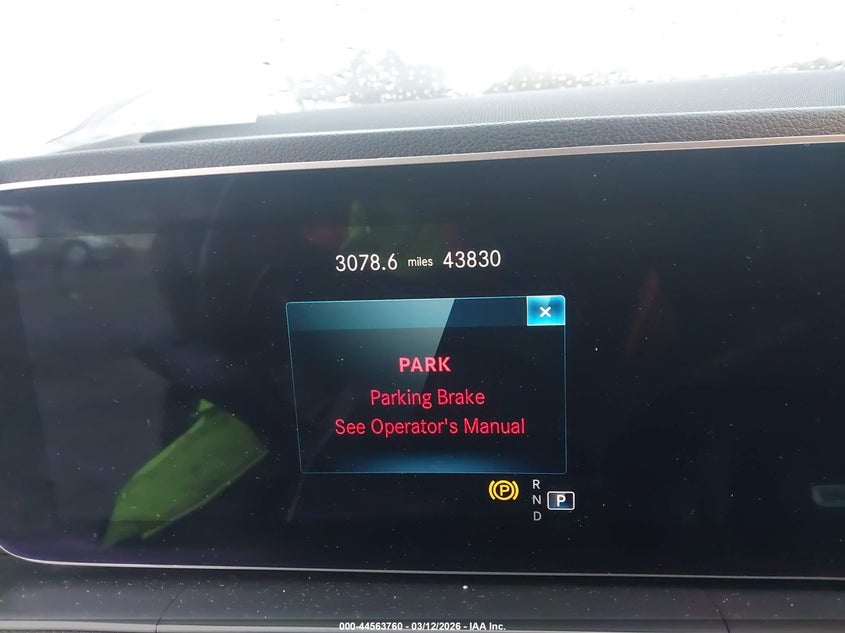 3078.6 miles 43830
×
PARK
Parking Brake
See Operator's Manual
R
N P
D
000-44563760 - 03/12/2026 - IAA Inc.